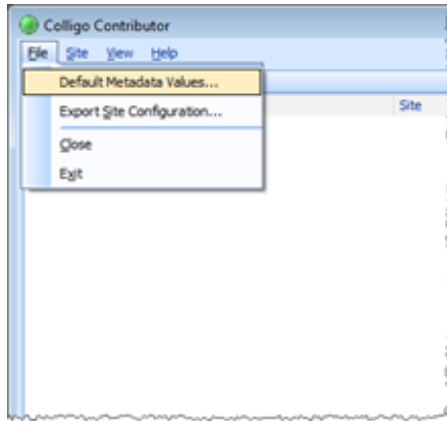 Colligo Contributor
File Site View Help
Default Metadata Values...
Export Site Configuration...
Site
Close
Exit